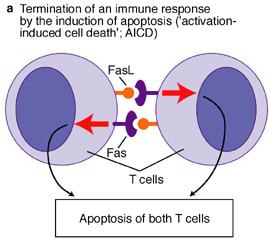 a Termination of an immune response
by the induction of apoptosis ('activation-
induced cell death'; AICD)
FasL
Fas
T cells
Apoptosis of both T cells